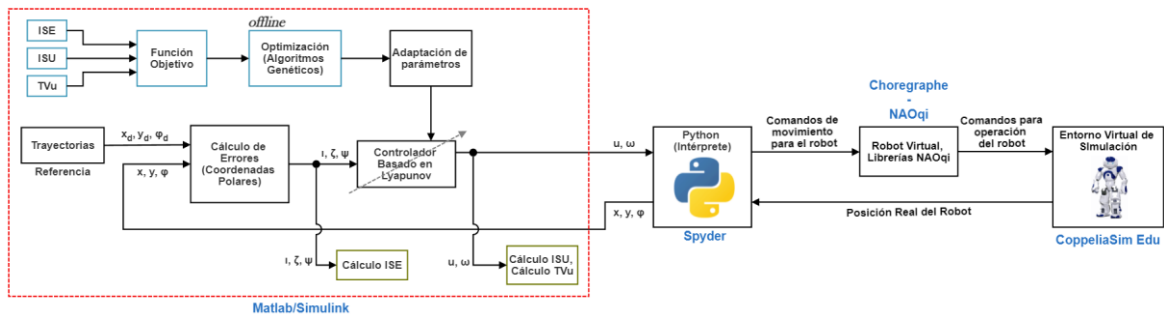 offline
ISE
ISU
TVu
Función
Objetivo
Optimización
(Algoritmos
Genéticos)
Adaptación de
parámetros
Trayectorias
Referencia
x_d, y_d, φ_d
x, y, φ
Cálculo de
Errores
(Coordenadas
Polares)
ι, ζ, ψ
Controlador
Basado en
Lyapunov
u, ω
x, y, φ
ι, ζ, ψ
Cálculo ISE
u, ω
Cálculo ISU,
Cálculo TVu
Matlab/Simulink
Python
(Intérprete)
Spyder
Comandos de
movimiento
para el robot
Choregraphe
-
NAOqi
Robot Virtual,
Librerías NAOqi
Comandos para
operación
del robot
Entorno Virtual
de
SImulación
Posición Real del Robot
CoppeliaSim Edu